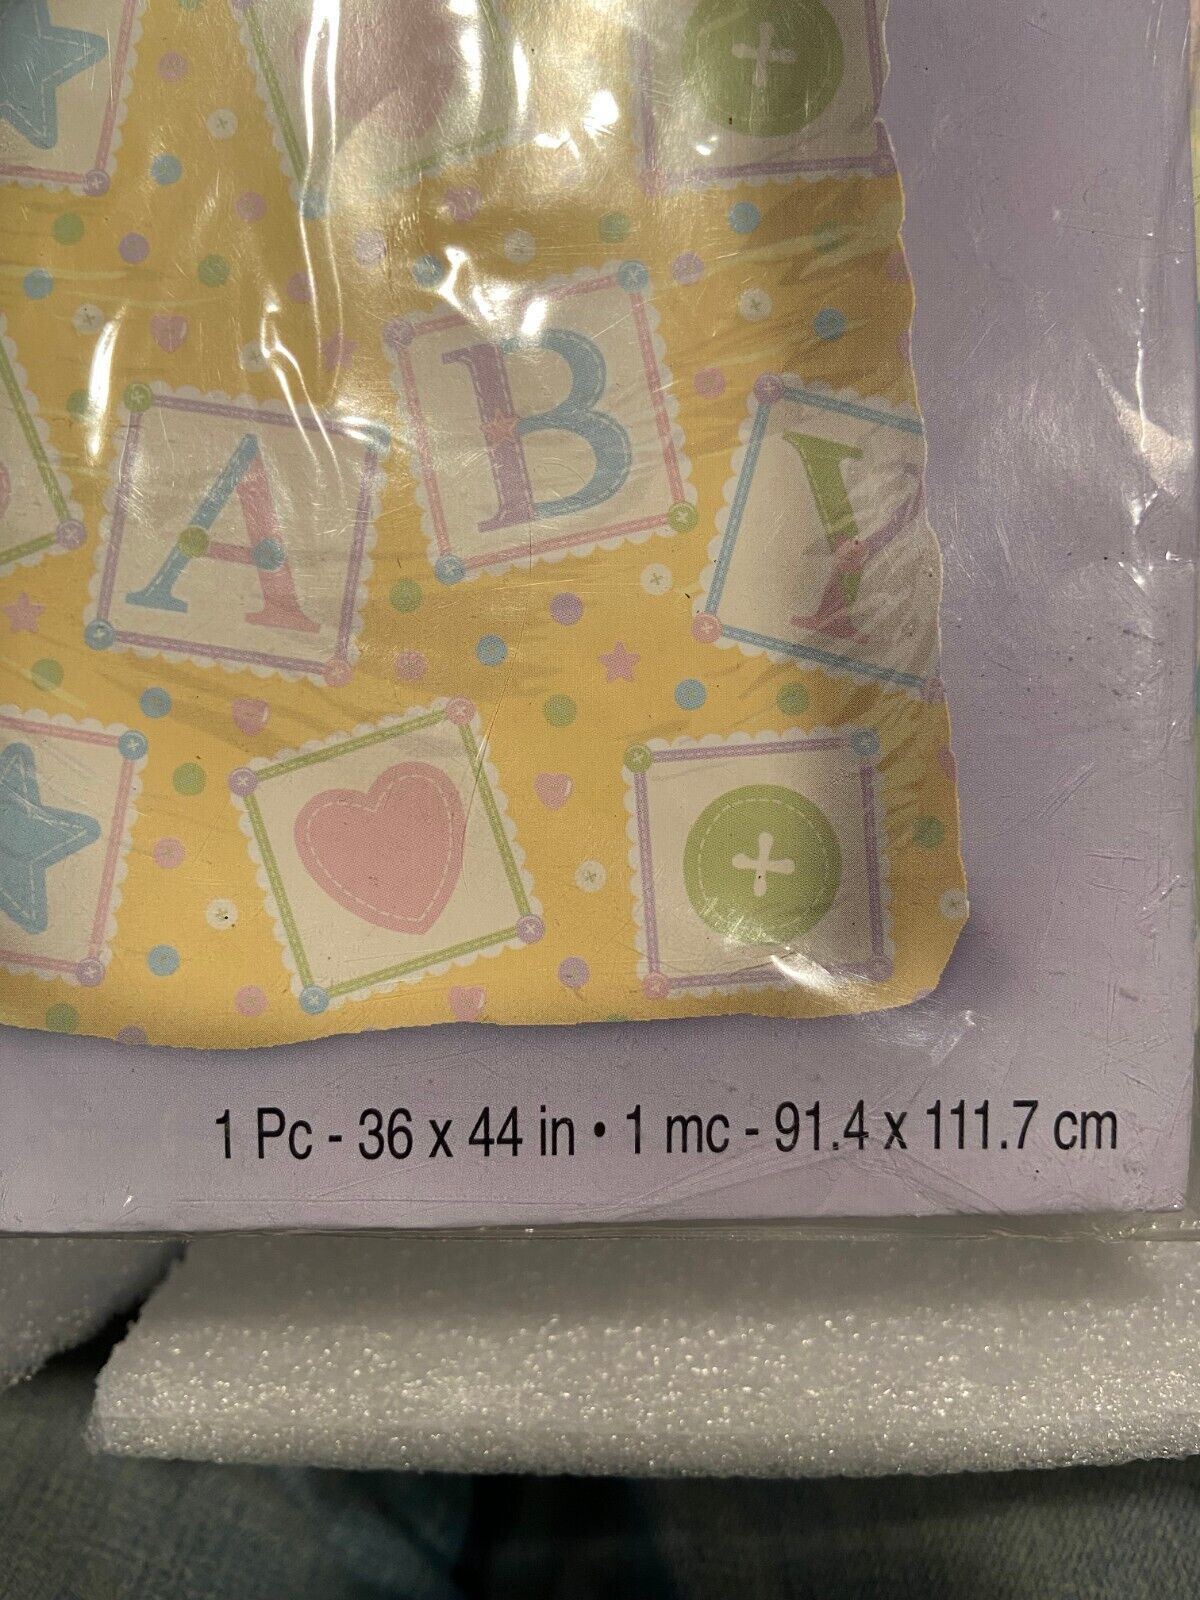 A B Y
1 Pc - 36 x 44 in • 1 mc - 91.4 x 111.7 cm